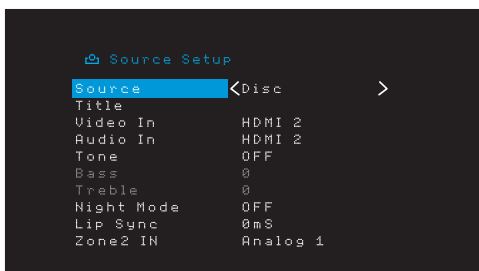 Source Setup
Source < Disc >
Title
Video In HDMI 2
Audio In HDMI 2
Tone OFF
Bass 0
Treble 0
Night Mode OFF
Lip Sync 0mS
Zone2 IN Analog 1